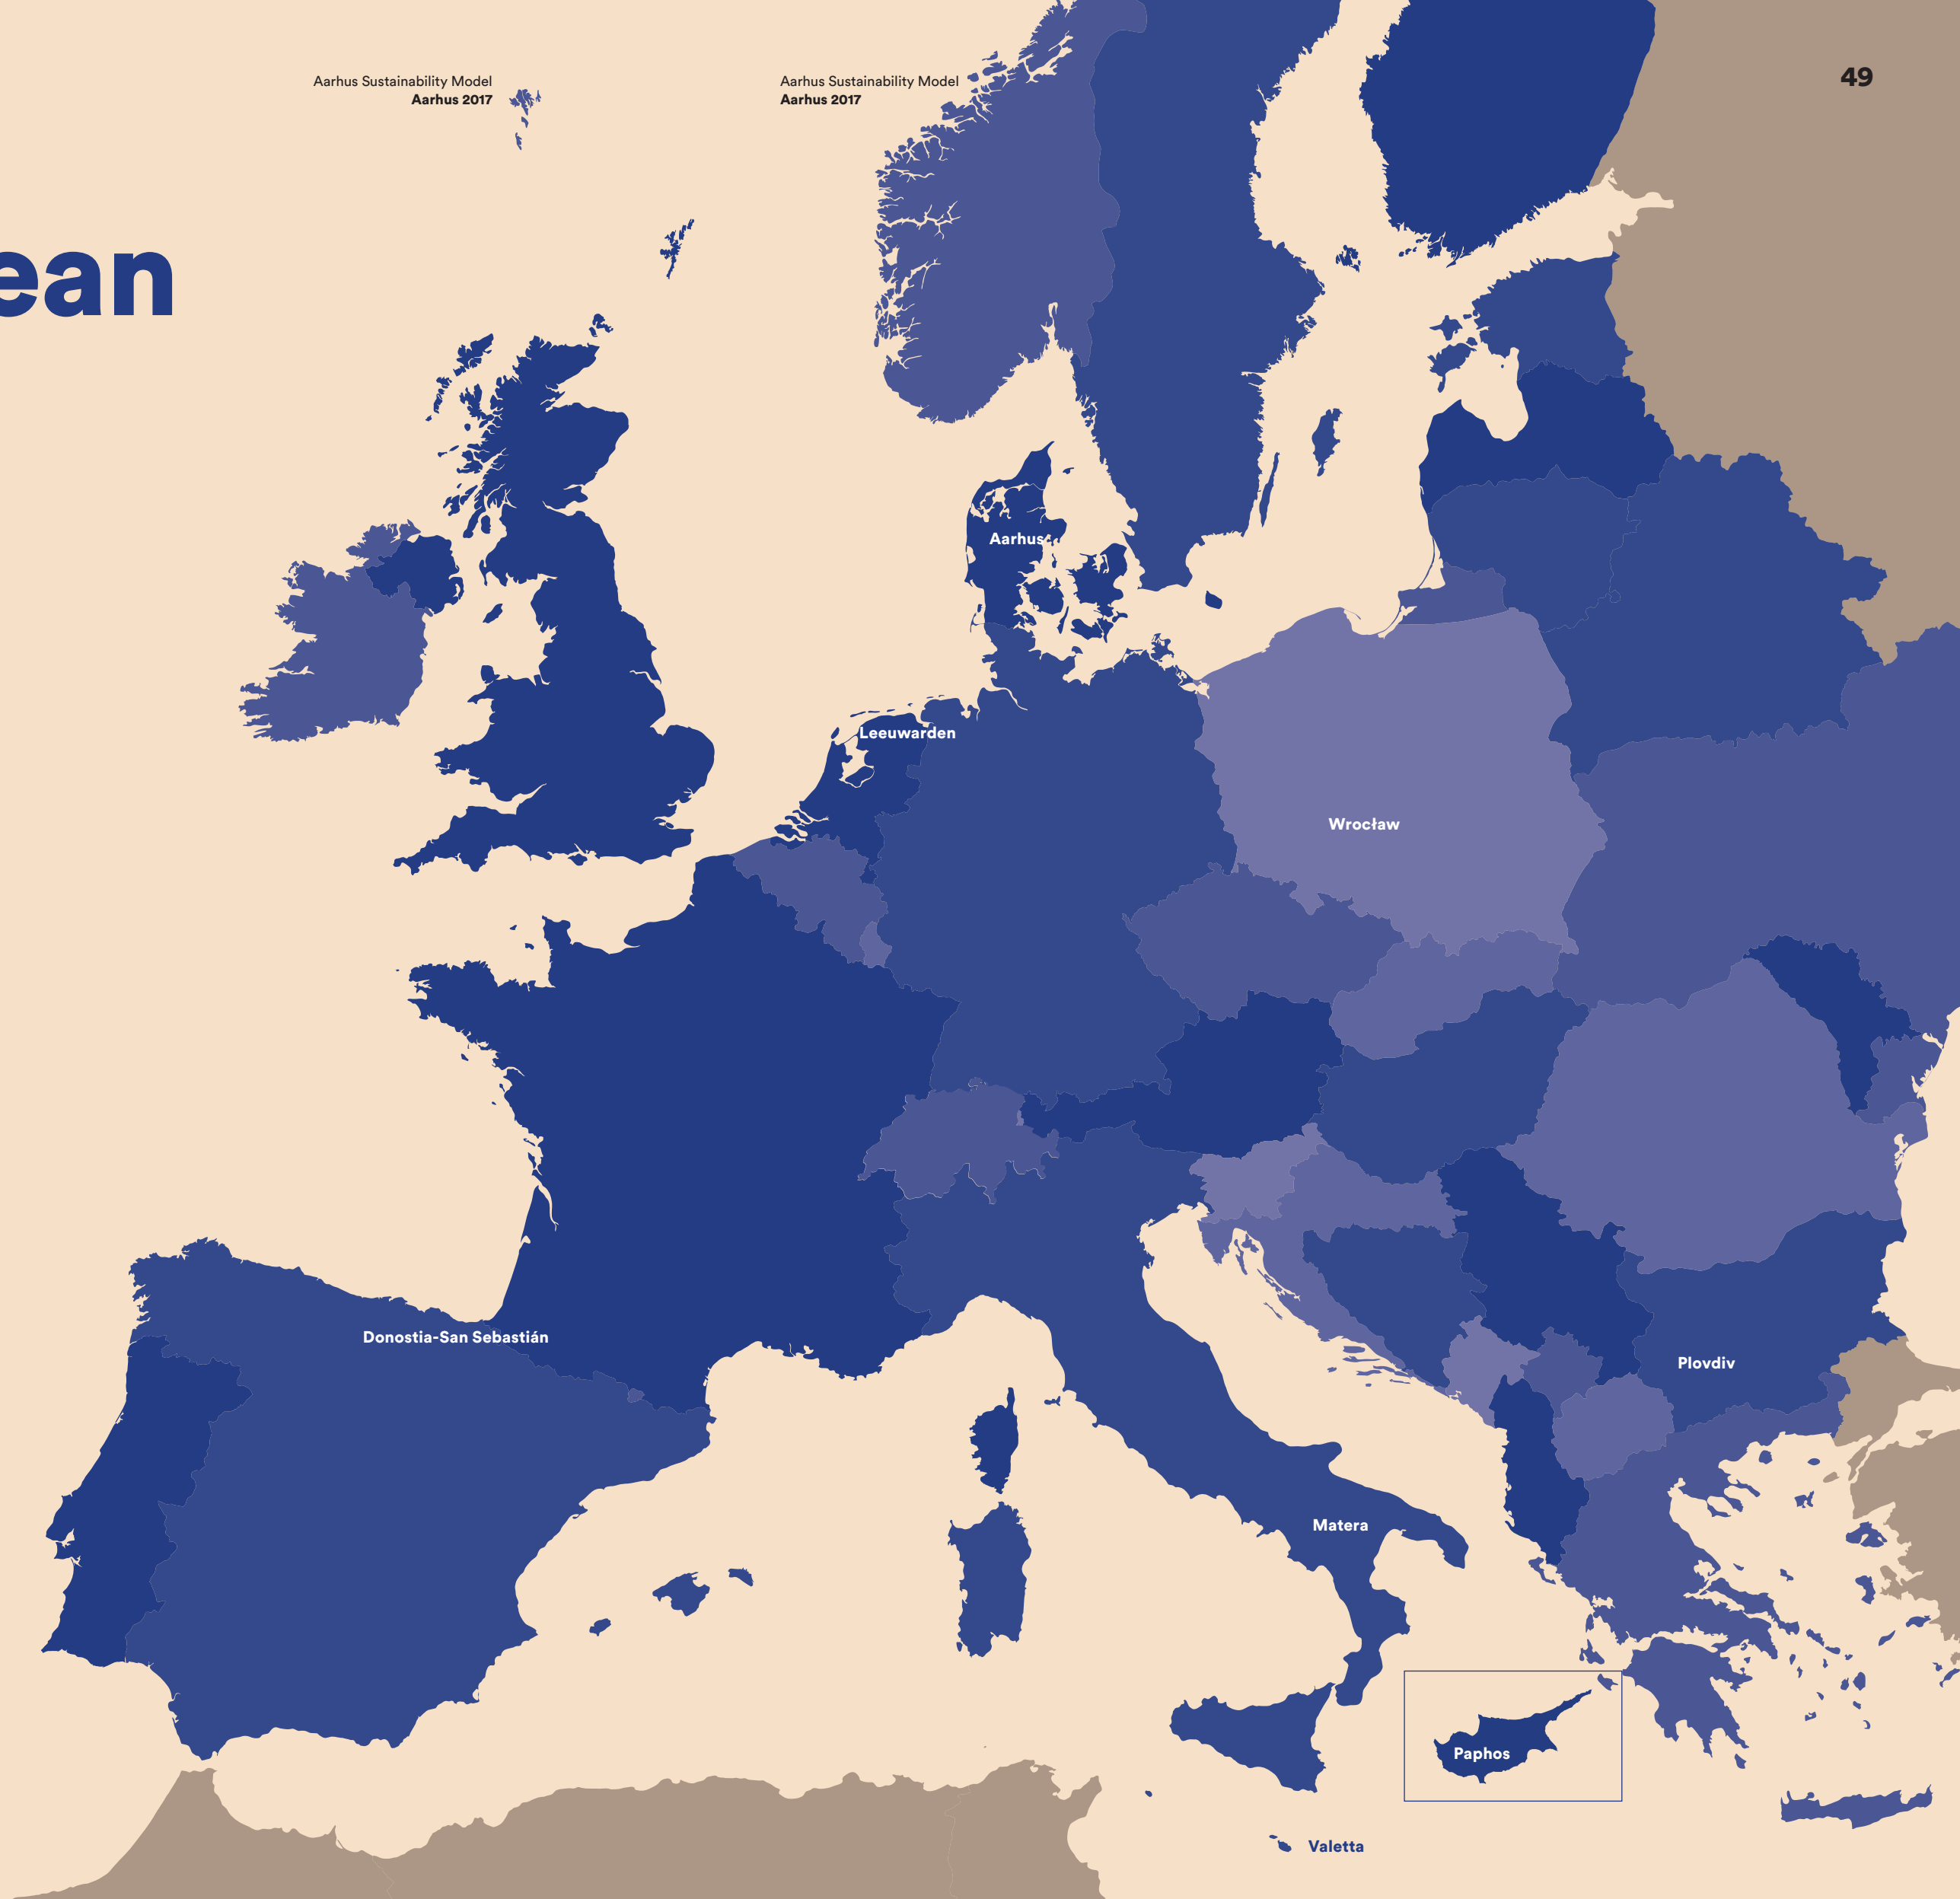 Aarhus Sustainability Model
Aarhus 2017
Aarhus Sustainability Model
Aarhus 2017
49
ean
Aarhus
Leeuwarden
Wrocław
Donostia-San Sebastián
Plovdiv
Matera
Paphos
Valetta